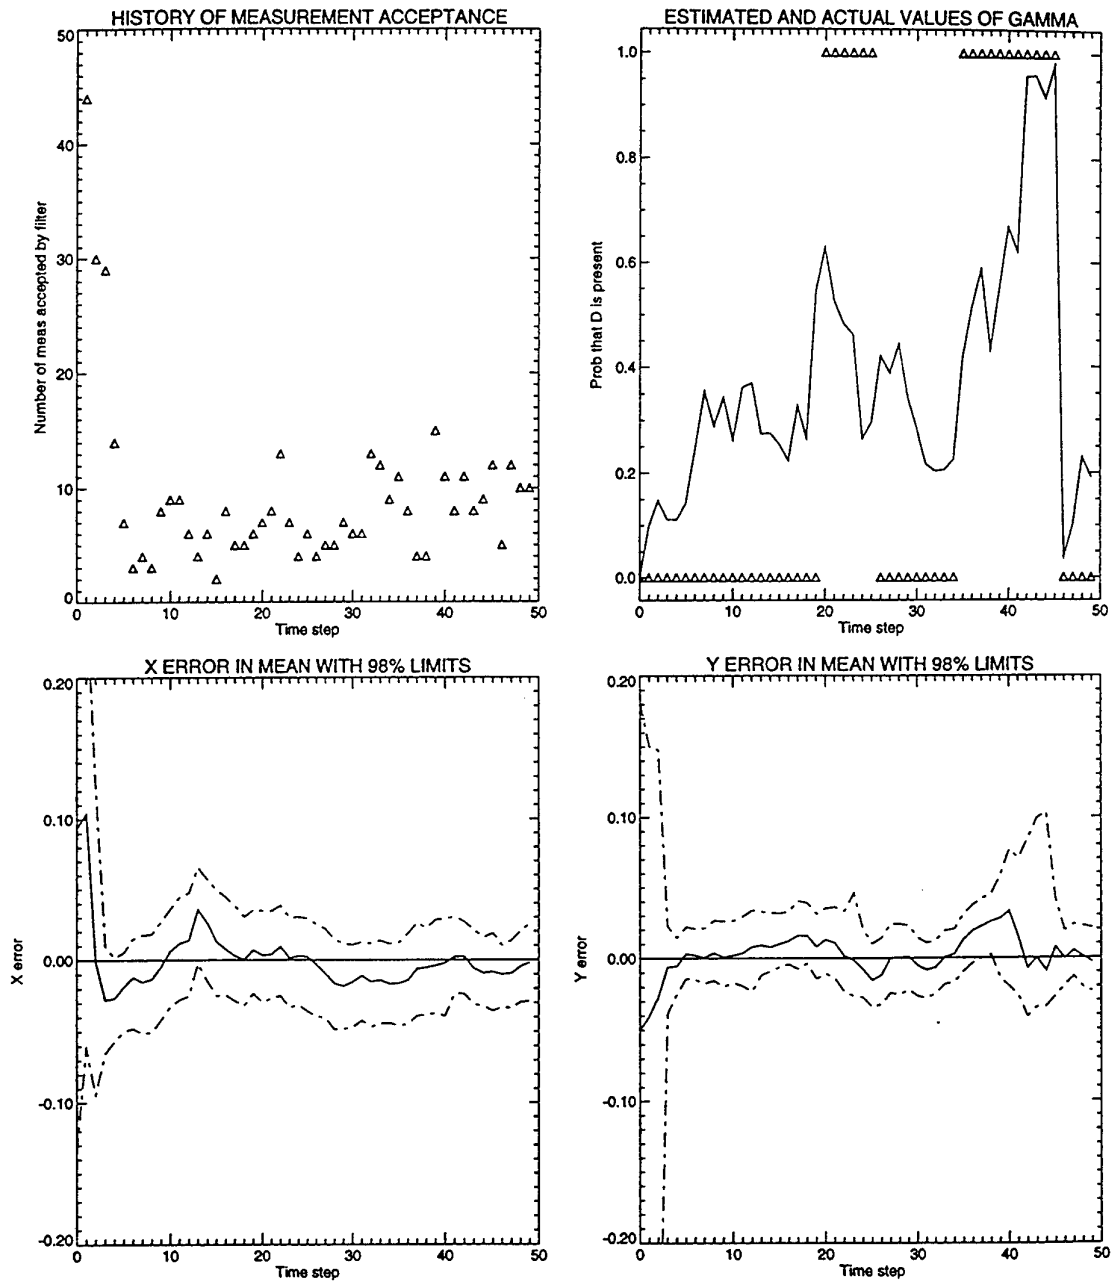 HISTORY OF MEASUREMENT ACCEPTANCE
Number of meas accepted by filter
50
40
30
20
10
0
0 10 20 30 40 50
Time step
ESTIMATED AND ACTUAL VALUES OF GAMMA
Prob that D is present
1.0
0.8
0.6
0.4
0.2
0.0
0 10 20 30 40 50
Time step
X ERROR IN MEAN WITH 98% LIMITS
X error
0.20
0.10
0.00
-0.10
-0.20
0 10 20 30 40 50
Time step
Y ERROR IN MEAN WITH 98% LIMITS
Y error
0.20
0.10
0.00
-0.10
-0.20
0 10 20 30 40 50
Time step